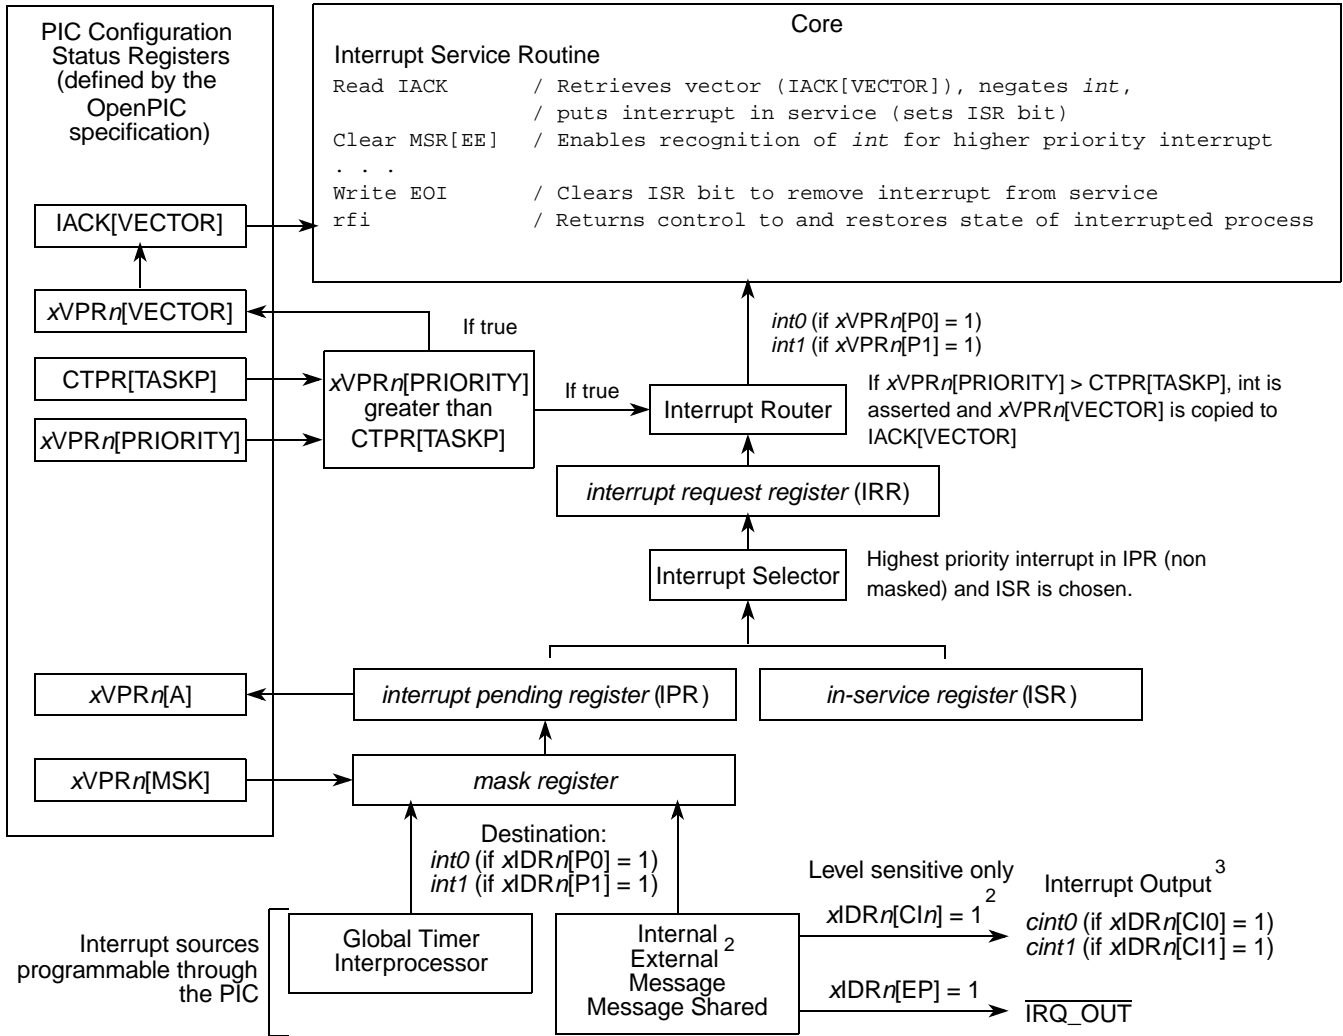 PIC Configuration
Status Registers
(defined by the
OpenPIC
specification)
IACK[VECTOR]
xVPRn[VECTOR]
CTPR[TASKP]
xVPRn[PRIORITY]
xVPRn[A]
xVPRn[MSK]
Core
Interrupt Service Routine
Read IACK / Retrieves vector (IACK[VECTOR]), negates int,
/ puts interrupt in service (sets ISR bit)
Clear MSR[EE] / Enables recognition of int for higher priority interrupt
. . .
Write EOI / Clears ISR bit to remove interrupt from service
rfi / Returns control to and restores state of interrupted process
If true
xVPRn[PRIORITY]
greater than
CTPR[TASKP]
If true
int0 (if xVPRn[P0] = 1)
int1 (if xVPRn[P1] = 1)
Interrupt Router
If xVPRn[PRIORITY] > CTPR[TASKP], int is
asserted and xVPRn[VECTOR] is copied to
IACK[VECTOR]
interrupt request register (IRR)
Interrupt Selector
Highest priority interrupt in IPR (non
masked) and ISR is chosen.
interrupt pending register (IPR)
in-service register (ISR)
mask register
Destination:
int0 (if xIDRn[P0] = 1)
int1 (if xIDRn[P1] = 1)
Interrupt sources
programmable through
the PIC
Global Timer
Interprocessor
Internal
External 2
Message
Message Shared
Level sensitive only
xIDRn[CIn] = 1 2
Interrupt Output 3
cint0 (if xIDRn[CI0] = 1)
cint1 (if xIDRn[CI1] = 1)
xIDRn[EP] = 1
IRQ_OUT